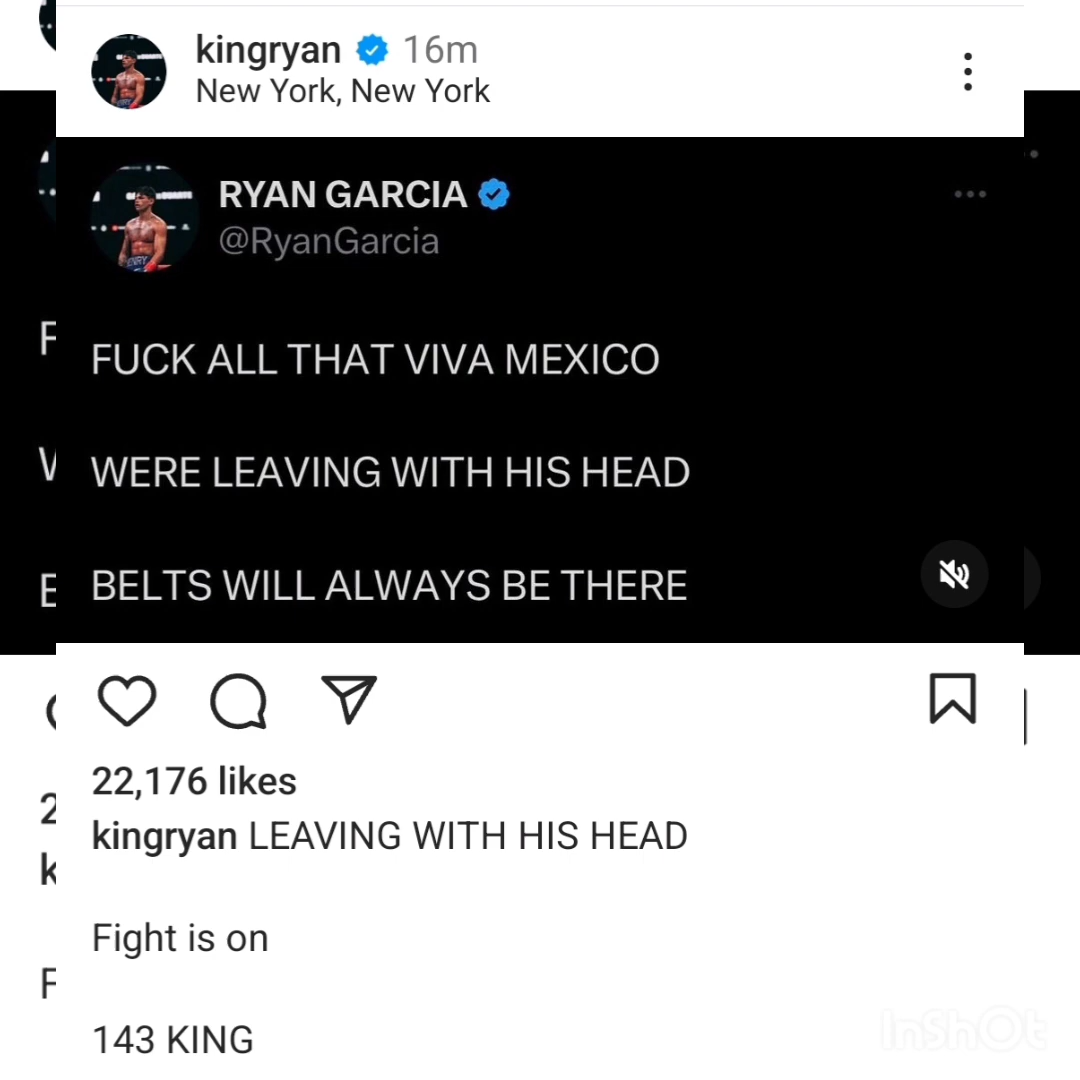 kingryan 16m
New York, New York
RYAN GARCIA
@RyanGarcia
FUCK ALL THAT VIVA MEXICO
WERE LEAVING WITH HIS HEAD
BELTS WILL ALWAYS BE THERE
22,176 likes
kingryan LEAVING WITH HIS HEAD
Fight is on
143 KING
InShOt